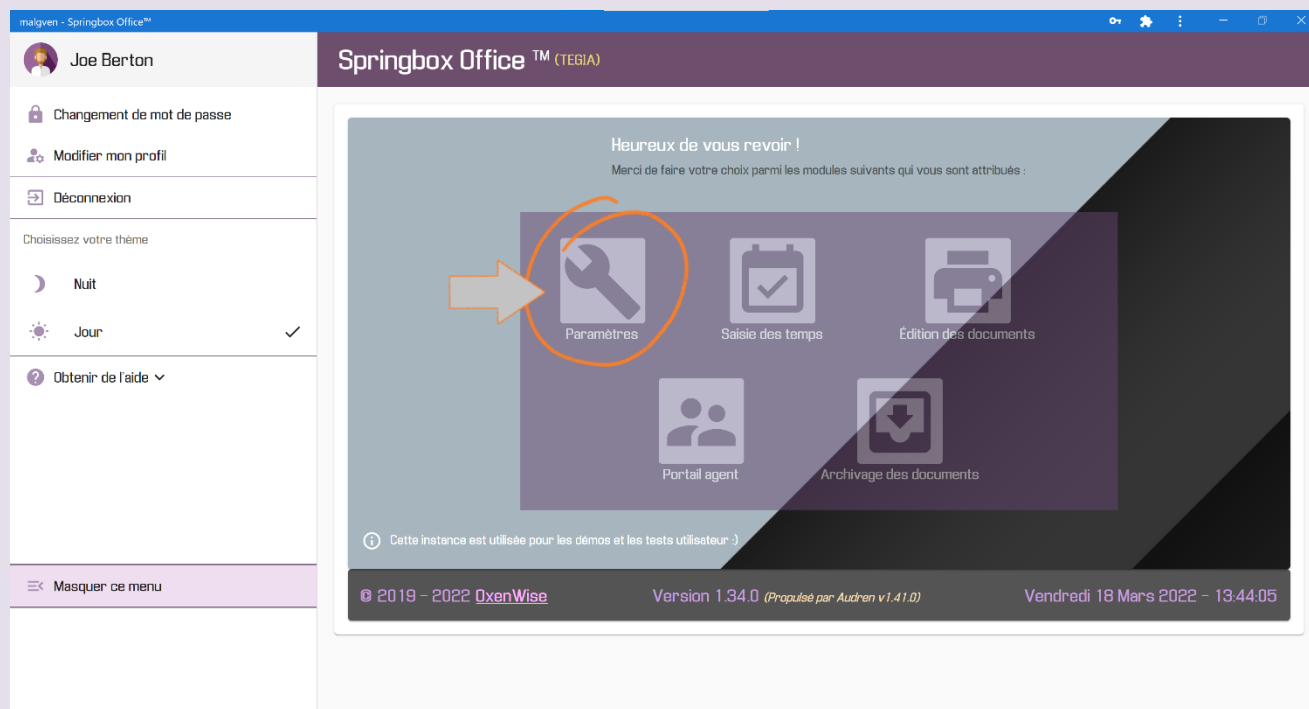 malgven - Springbox Office™
Joe Berton
Springbox Office ™ (TEGIA)
Changement de mot de passe
Modifier mon profil
Déconnexion
Choisissez votre thème
Nuit
Jour
Obtenir de l'aide
Masquer ce menu
Heureux de vous revoir !
Merci de faire votre choix parmi les modules suivants qui vous sont attribués :
Paramètres
Saisie des temps
Édition des documents
Portail agent
Archivage des documents
Cette instance est utilisée pour les démos et les tests utilisateur :)
© 2019 - 2022 OxenWise
Version 1.34.0 (Propulsé par Audren v1.41.0)
Vendredi 18 Mars 2022 - 13:44:05